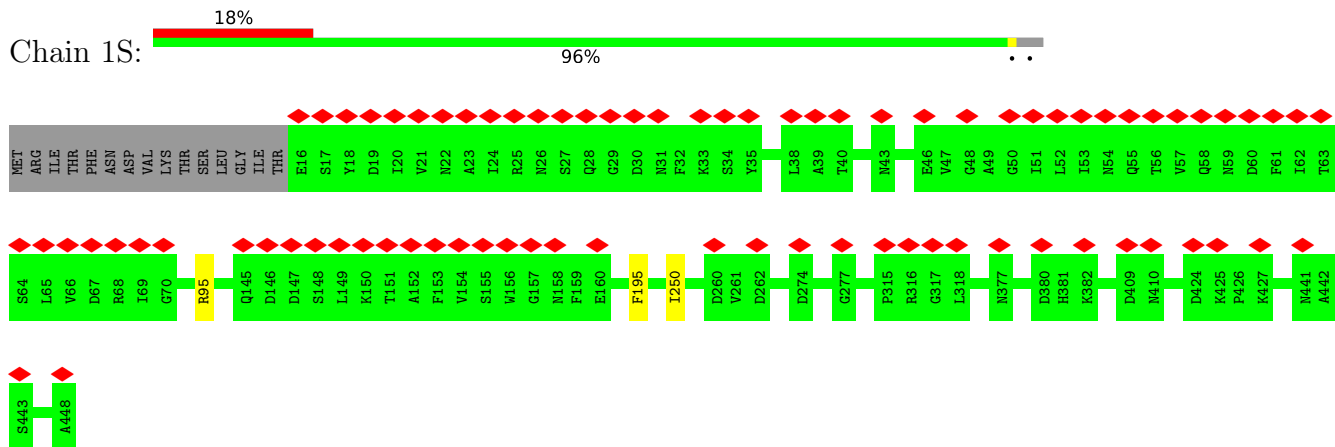 18%
Chain 1S:
96%
MET ARG ILE THR PHE ASN ASP VAL LYS THR SER LEU GLY ILE THR E16 S17 Y18 D19 I20 V21 N22 A23 I24 R25 N26 S27 Q28 G29 D30 N31 F32 K33 S34 Y35 L38 A39 T40 N43 E46 V47 G48 A49 G50 I51 L52 I53 N54 Q55 T56 V57 Q58 N59 D60 F61 I62 T63
S64 L65 V66 D67 R68 I69 G70 R95 Q145 D146 D147 S148 L149 K150 T151 A152 F153 V154 S155 W156 G157 N158 F159 E160 F195 I250 D260 V261 D262 D274 G277 P315 R316 G317 L318 N377 D380 H381 K382 D409 N410 D424 K425 P426 K427 N441 A442
S443 A448